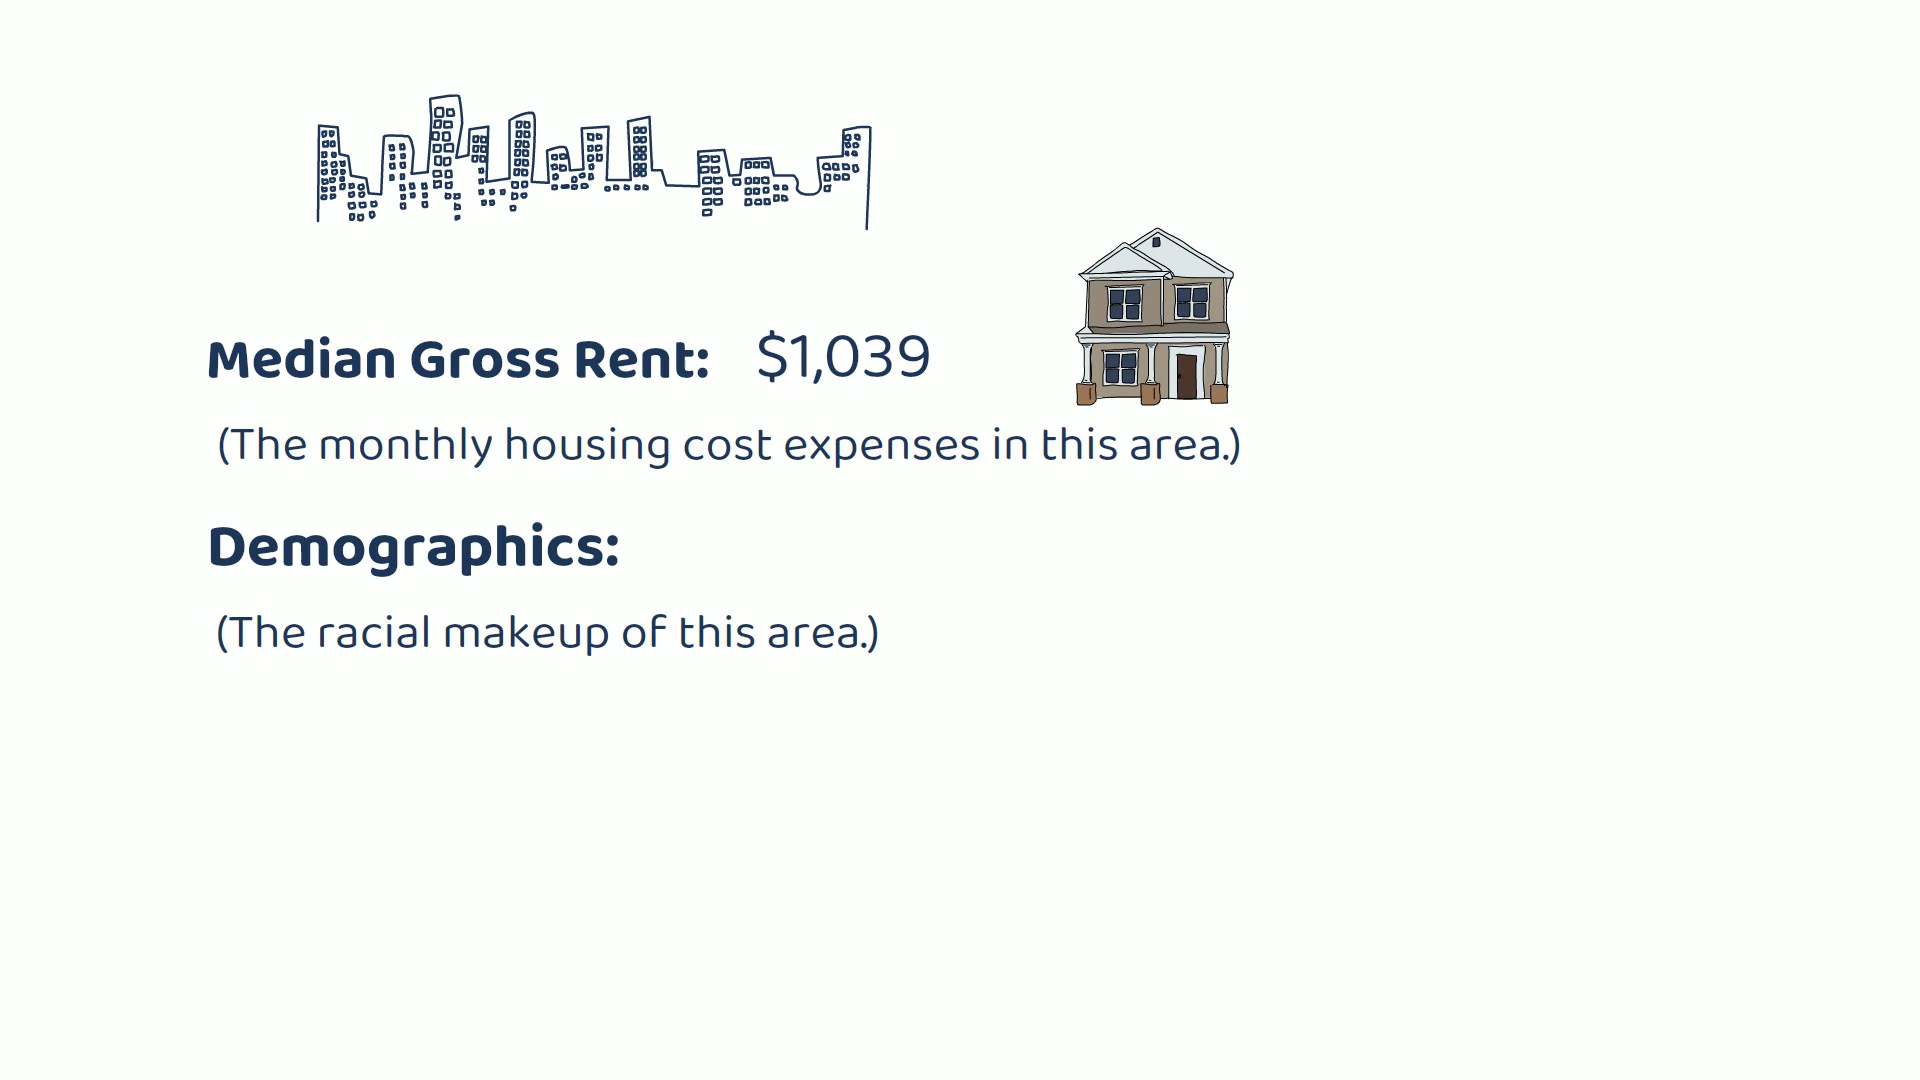 Median Gross Rent: $1,039
(The monthly housing cost expenses in this area.)
Demographics:
(The racial makeup of this area.)